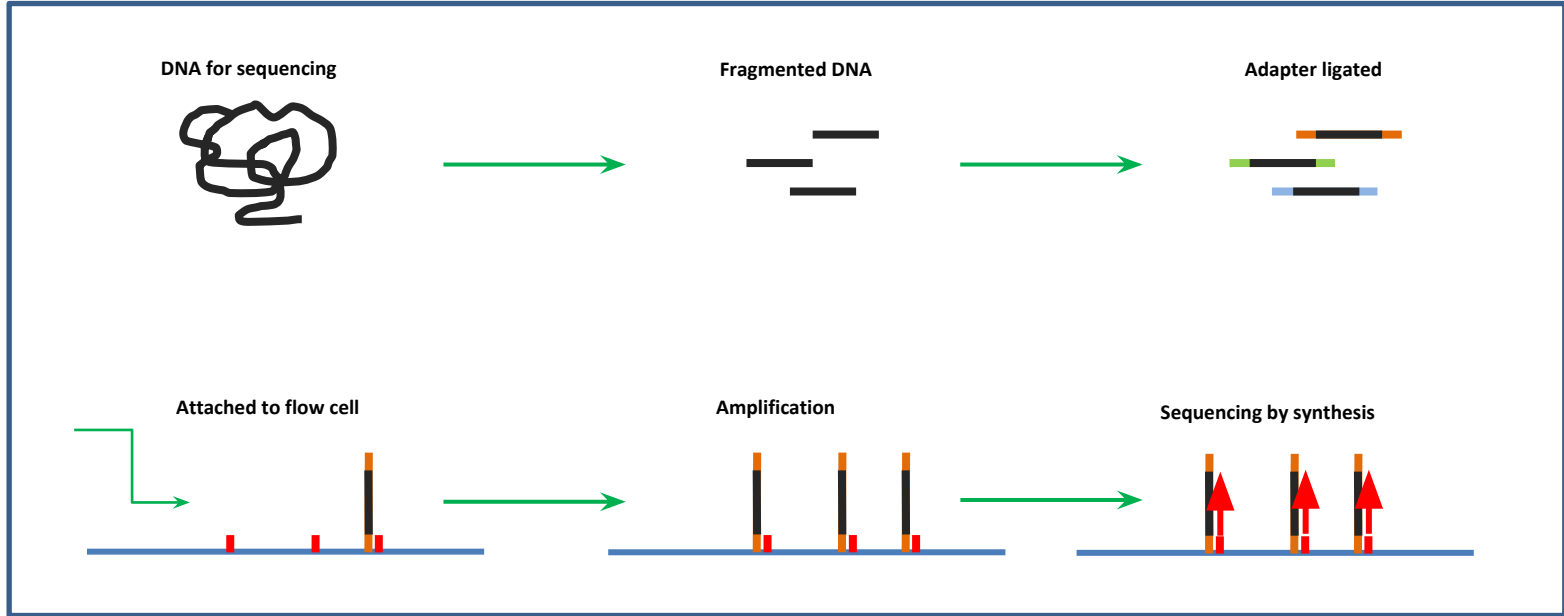 DNA for sequencing
Fragmented DNA
Adapter ligated
Attached to flow cell
Amplification
Sequencing by synthesis